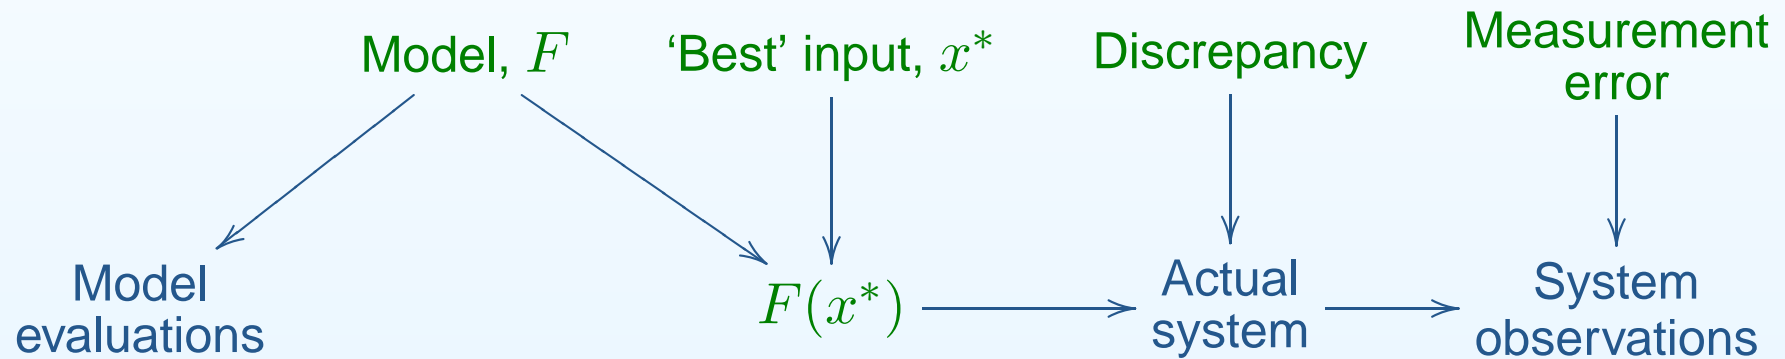 Model, F
‘Best’ input, x*
Discrepancy
Measurement
error
Model
evaluations
F(x*)
Actual
system
System
observations